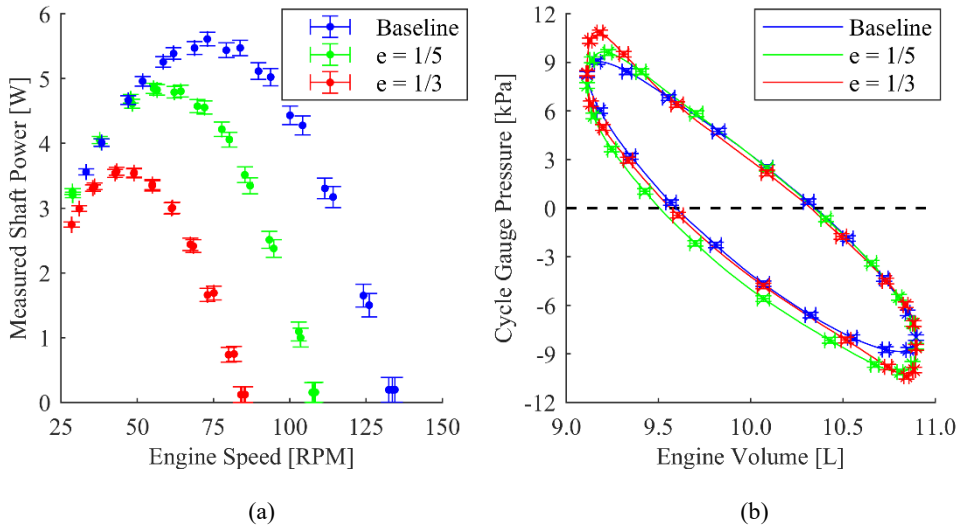 6
5
4
3
2
1
0
25
50
75
100
125
150
Measured Shaft Power [W]
Engine Speed [RPM]
Baseline
e = 1/5
e = 1/3
(a)
12
9
6
3
0
-3
-6
-9
-12
9.0
9.5
10.0
10.5
11.0
Cycle Gauge Pressure [kPa]
Engine Volume [L]
Baseline
e = 1/5
e = 1/3
(b)